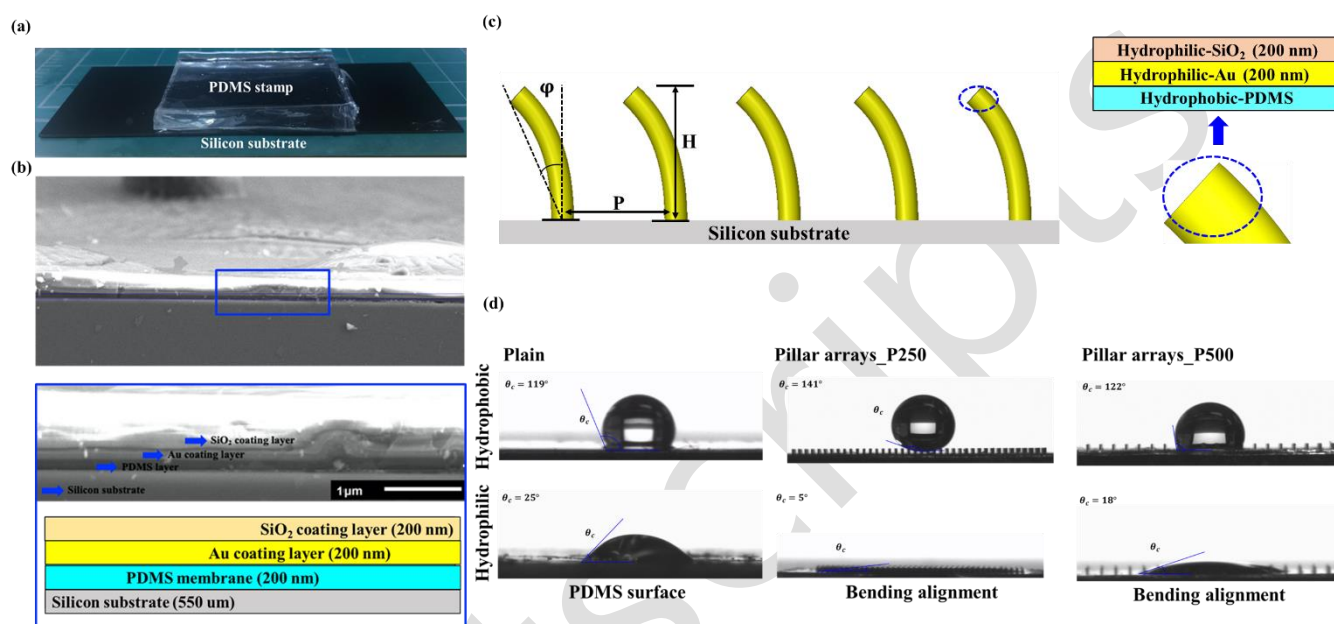 (a)
PDMS stamp
Silicon substrate
(b)
SiO₂ coating layer
Au coating layer
PDMS layer
Silicon substrate
1μm
SiO₂ coating layer (200 nm)
Au coating layer (200 nm)
PDMS membrane (200 nm)
Silicon substrate (550 um)
(c)
φ
H
P
Silicon substrate
Hydrophilic-SiO₂ (200 nm)
Hydrophilic-Au (200 nm)
Hydrophobic-PDMS
(d)
Plain
Pillar arrays_P250
Pillar arrays_P500
Hydrophobic
θc = 119°
θc
θc = 141°
θc
θc = 122°
Hydrophilic
θc = 25°
θc
θc = 5°
θc
θc = 18°
θc
PDMS surface
Bending alignment
Bending alignment